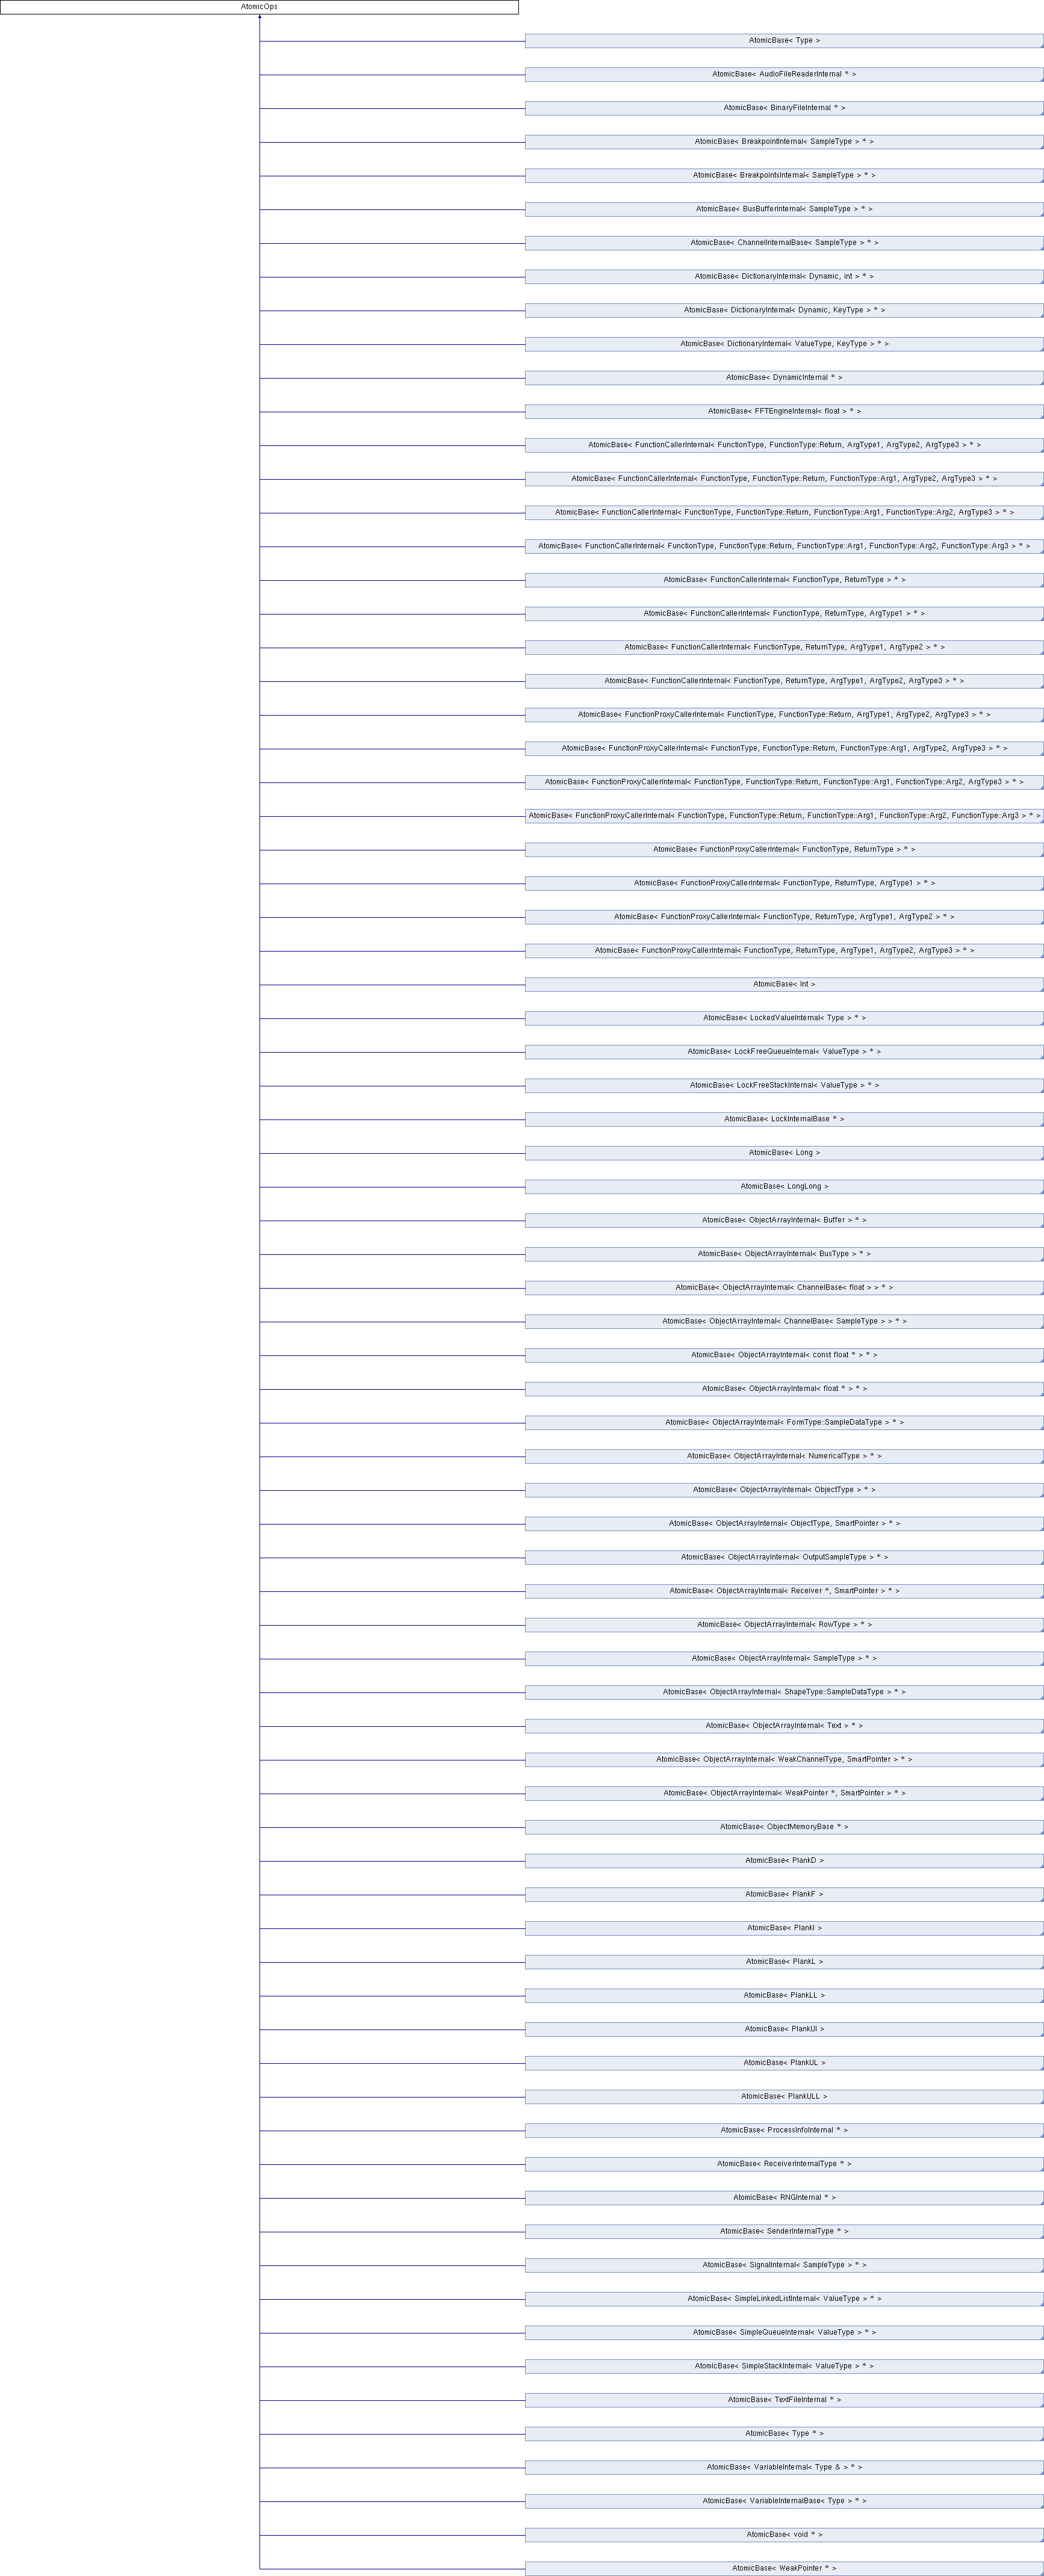 AtomicOps
AtomicBase< Type >
AtomicBase< AudioFileReaderInternal * >
AtomicBase< BinaryFileInternal * >
AtomicBase< BreakpointInternal< SampleType > * >
AtomicBase< BreakpointsInternal< SampleType > * >
AtomicBase< BusBufferInternal< SampleType > * >
AtomicBase< ChannelInternalBase< SampleType > * >
AtomicBase< DictionaryInternal< Dynamic, int > * >
AtomicBase< DictionaryInternal< Dynamic, KeyType > * >
AtomicBase< DictionaryInternal< ValueType, KeyType > * >
AtomicBase< DynamicInternal * >
AtomicBase< FFTEngineInternal< float > * >
AtomicBase< FunctionCallerInternal< FunctionType, FunctionType::Return, ArgType1, ArgType2, ArgType3 > * >
AtomicBase< FunctionCallerInternal< FunctionType, FunctionType::Return, FunctionType::Arg1, ArgType2, ArgType3 > * >
AtomicBase< FunctionCallerInternal< FunctionType, FunctionType::Return, FunctionType::Arg1, FunctionType::Arg2, ArgType3 > * >
AtomicBase< FunctionCallerInternal< FunctionType, FunctionType::Return, FunctionType::Arg1, FunctionType::Arg2, FunctionType::Arg3 > * >
AtomicBase< FunctionCallerInternal< FunctionType, ReturnType > * >
AtomicBase< FunctionCallerInternal< FunctionType, ReturnType, ArgType1 > * >
AtomicBase< FunctionCallerInternal< FunctionType, ReturnType, ArgType1, ArgType2 > * >
AtomicBase< FunctionCallerInternal< FunctionType, ReturnType, ArgType1, ArgType2, ArgType3 > * >
AtomicBase< FunctionProxyCallerInternal< FunctionType, FunctionType::Return, ArgType1, ArgType2, ArgType3 > * >
AtomicBase< FunctionProxyCallerInternal< FunctionType, FunctionType::Return, FunctionType::Arg1, ArgType2, ArgType3 > * >
AtomicBase< FunctionProxyCallerInternal< FunctionType, FunctionType::Return, FunctionType::Arg1, FunctionType::Arg2, ArgType3 > * >
AtomicBase< FunctionProxyCallerInternal< FunctionType, FunctionType::Return, FunctionType::Arg1, FunctionType::Arg2, FunctionType::Arg3 > * >
AtomicBase< FunctionProxyCallerInternal< FunctionType, ReturnType > * >
AtomicBase< FunctionProxyCallerInternal< FunctionType, ReturnType, ArgType1 > * >
AtomicBase< FunctionProxyCallerInternal< FunctionType, ReturnType, ArgType1, ArgType2 > * >
AtomicBase< FunctionProxyCallerInternal< FunctionType, ReturnType, ArgType1, ArgType2, ArgType3 > * >
AtomicBase< Int >
AtomicBase< LockedValueInternal< Type > * >
AtomicBase< LockFreeQueueInternal< ValueType > * >
AtomicBase< LockFreeStackInternal< ValueType > * >
AtomicBase< LockInternalBase * >
AtomicBase< Long >
AtomicBase< LongLong >
AtomicBase< ObjectArrayInternal< Buffer > * >
AtomicBase< ObjectArrayInternal< BusType > * >
AtomicBase< ObjectArrayInternal< ChannelBase< float > > * >
AtomicBase< ObjectArrayInternal< ChannelBase< SampleType > > * >
AtomicBase< ObjectArrayInternal< const float * > * >
AtomicBase< ObjectArrayInternal< float * > * >
AtomicBase< ObjectArrayInternal< FormType::SampleDataType > * >
AtomicBase< ObjectArrayInternal< NumericalType > * >
AtomicBase< ObjectArrayInternal< ObjectType > * >
AtomicBase< ObjectArrayInternal< ObjectType, SmartPointer > * >
AtomicBase< ObjectArrayInternal< OutputSampleType > * >
AtomicBase< ObjectArrayInternal< Receiver *, SmartPointer > * >
AtomicBase< ObjectArrayInternal< RowType > * >
AtomicBase< ObjectArrayInternal< SampleType > * >
AtomicBase< ObjectArrayInternal< ShapeType::SampleDataType > * >
AtomicBase< ObjectArrayInternal< Text > * >
AtomicBase< ObjectArrayInternal< WeakChannelType, SmartPointer > * >
AtomicBase< ObjectArrayInternal< WeakPointer *, SmartPointer > * >
AtomicBase< ObjectMemoryBase * >
AtomicBase< PlankD >
AtomicBase< PlankF >
AtomicBase< PlankI >
AtomicBase< PlankL >
AtomicBase< PlankLL >
AtomicBase< PlankUI >
AtomicBase< PlankUL >
AtomicBase< PlankULL >
AtomicBase< ProcessInfoInternal * >
AtomicBase< ReceiverInternalType * >
AtomicBase< RNGInternal * >
AtomicBase< SenderInternalType * >
AtomicBase< SignalInternal< SampleType > * >
AtomicBase< SimpleLinkedListInternal< ValueType > * >
AtomicBase< SimpleQueueInternal< ValueType > * >
AtomicBase< SimpleStackInternal< ValueType > * >
AtomicBase< TextFileInternal * >
AtomicBase< Type * >
AtomicBase< VariableInternal< Type & > * >
AtomicBase< VariableInternalBase< Type > * >
AtomicBase< void * >
AtomicBase< WeakPointer * >